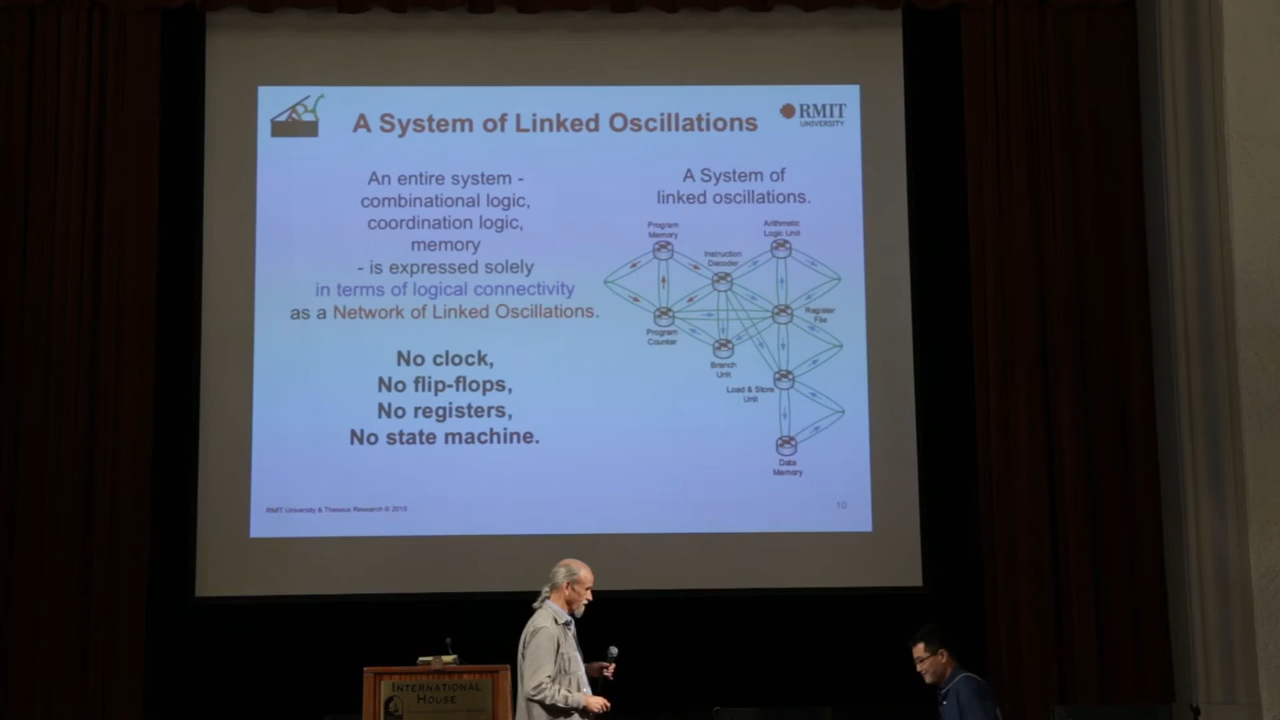 A System of Linked Oscillations
RMIT
UNIVERSITY
An entire system -
combinational logic,
coordination logic,
memory
- is expressed solely
in terms of logical connectivity
as a Network of Linked Oscillations.
No clock,
No flip-flops,
No registers,
No state machine.
A System of
linked oscillations.
Program
Memory
Arithmetic
Logic Unit
Instruction
Decoder
Program
Counter
Register
File
Branch
Unit
Load & Store
Unit
Data
Memory
RMIT University & Theseus Research © 2015
10
INTERNATIONAL
HOUSE